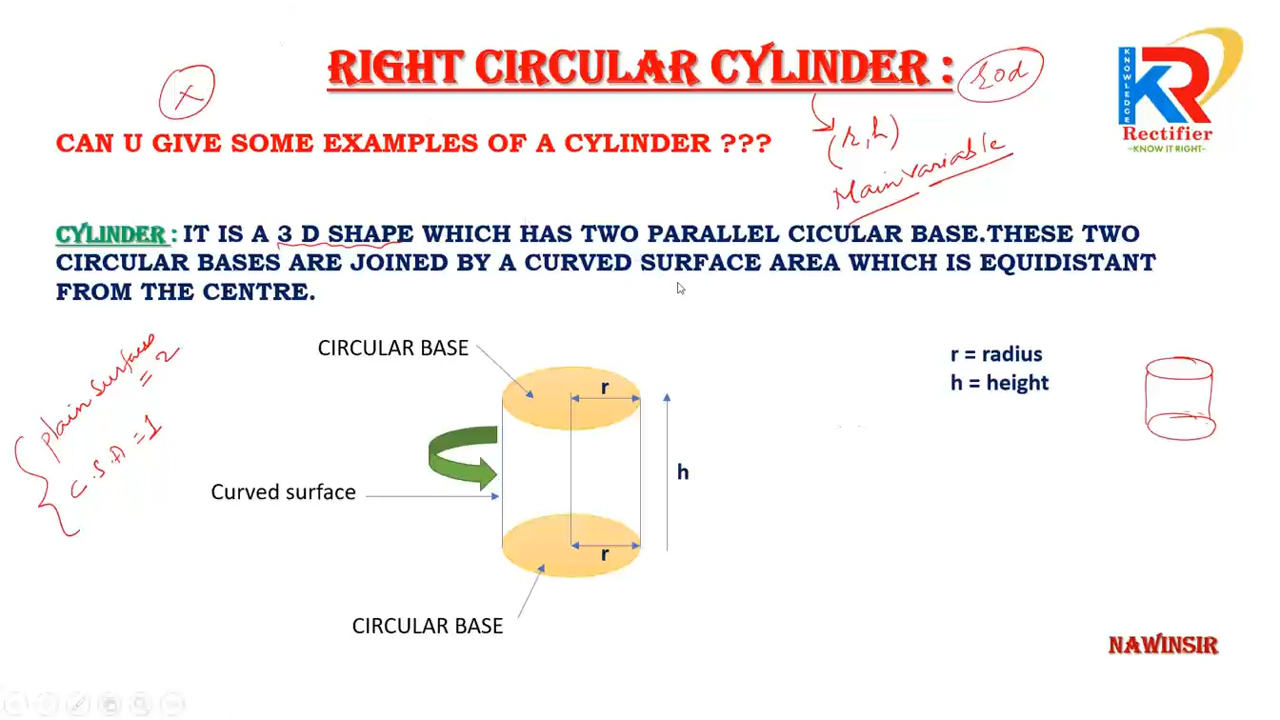 RIGHT CIRCULAR CYLINDER :
rod
x
KNOWLEDGE
KR
Rectifier
-KNOW IT RIGHT-
CAN U GIVE SOME EXAMPLES OF A CYLINDER ???
(r,h)
Main variable
CYLINDER : IT IS A 3 D SHAPE WHICH HAS TWO PARALLEL CICULAR BASE.THESE TWO
CIRCULAR BASES ARE JOINED BY A CURVED SURFACE AREA WHICH IS EQUIDISTANT
FROM THE CENTRE.
plain surface
= 2
C.S.A = 1
CIRCULAR BASE
r = radius
h = height
r
h
Curved surface
r
CIRCULAR BASE
NAWINSIR